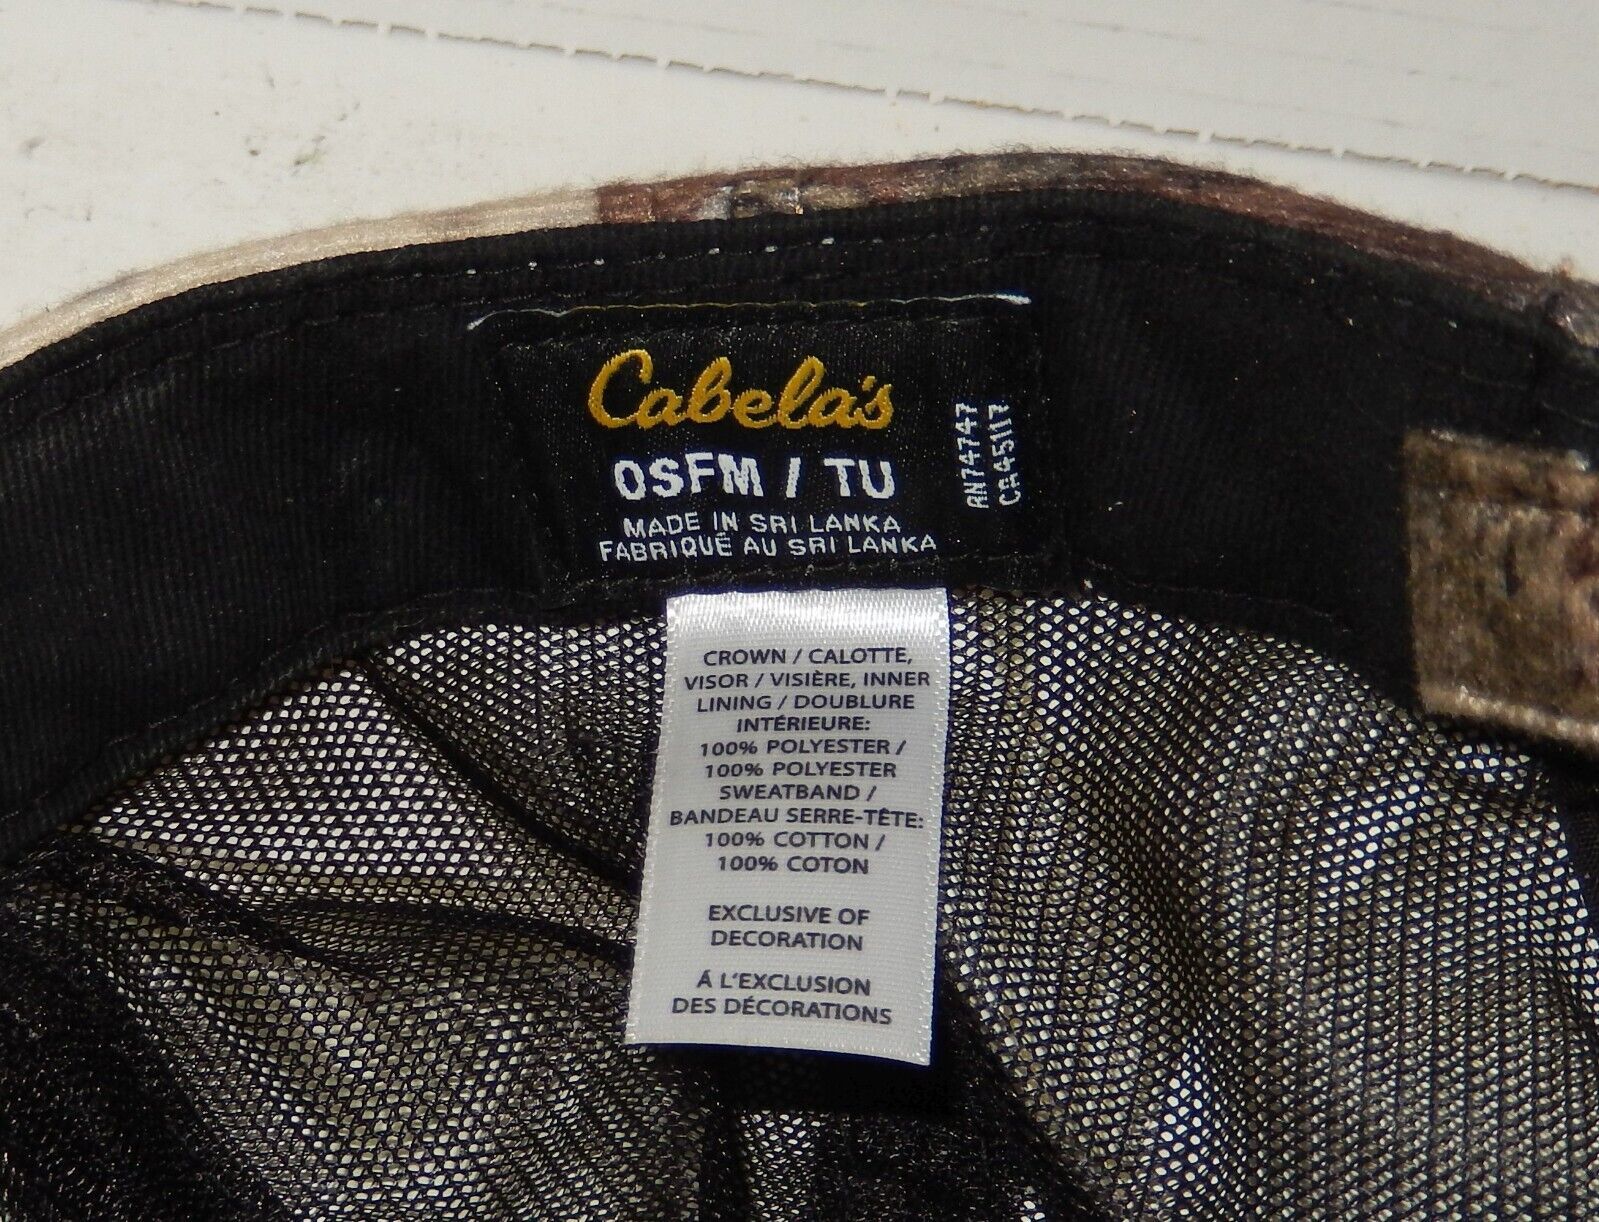 Cabela's
OSFM / TU
MADE IN SRI LANKA
FABRIQUÉ AU SRI LANKA
RN74747
CA45117
CROWN / CALOTTE,
VISOR / VISIÈRE, INNER
LINING / DOUBLURE
INTÉRIEURE:
100% POLYESTER /
100% POLYESTER
SWEATBAND /
BANDEAU SERRE-TÊTE:
100% COTTON /
100% COTON
EXCLUSIVE OF
DECORATION
Á L'EXCLUSION
DES DÉCORATIONS